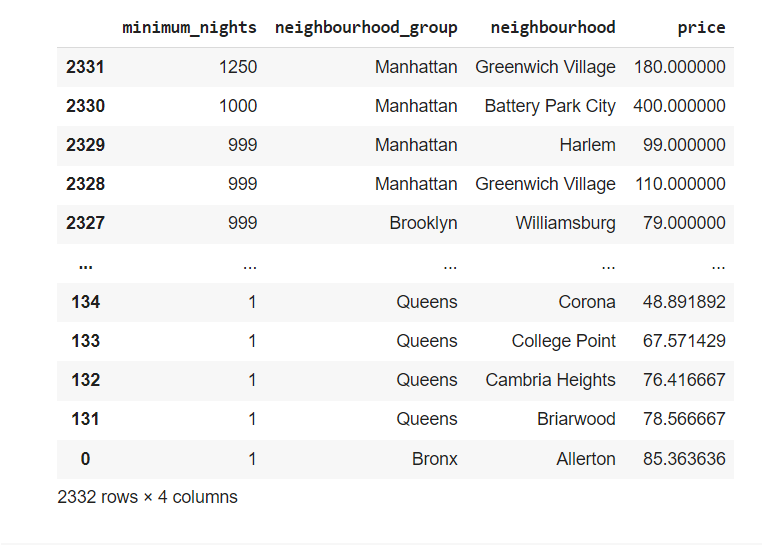 minimum_nights neighbourhood_group neighbourhood price
2331 1250 Manhattan Greenwich Village 180.000000
2330 1000 Manhattan Battery Park City 400.000000
2329 999 Manhattan Harlem 99.000000
2328 999 Manhattan Greenwich Village 110.000000
2327 999 Brooklyn Williamsburg 79.000000
... ... ... ... ...
134 1 Queens Corona 48.891892
133 1 Queens College Point 67.571429
132 1 Queens Cambria Heights 76.416667
131 1 Queens Briarwood 78.566667
0 1 Bronx Allerton 85.363636
2332 rows × 4 columns